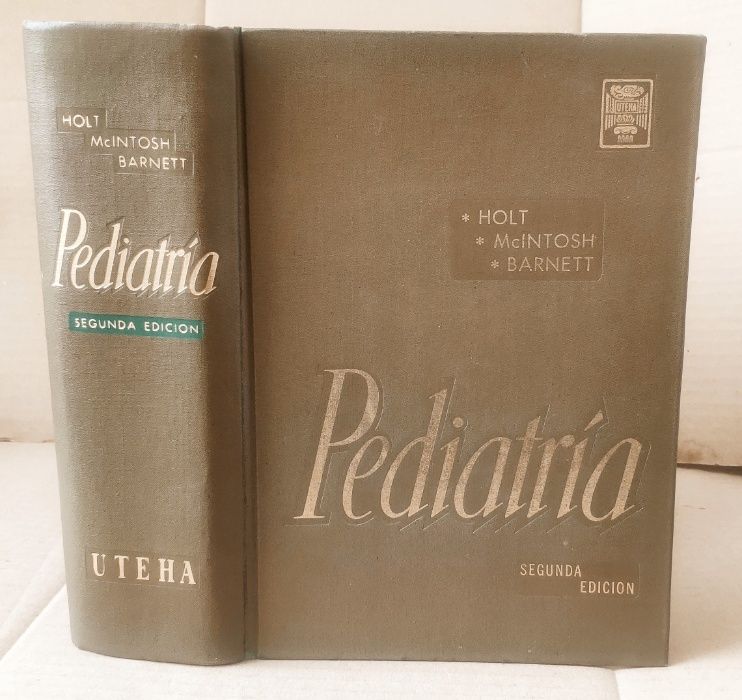 HOLT
McINTOSH
BARNETT
Pediatría
SEGUNDA EDICION
UTEHA
UTEHA
* HOLT
* McINTOSH
* BARNETT
Pediatría
SEGUNDA
EDICION